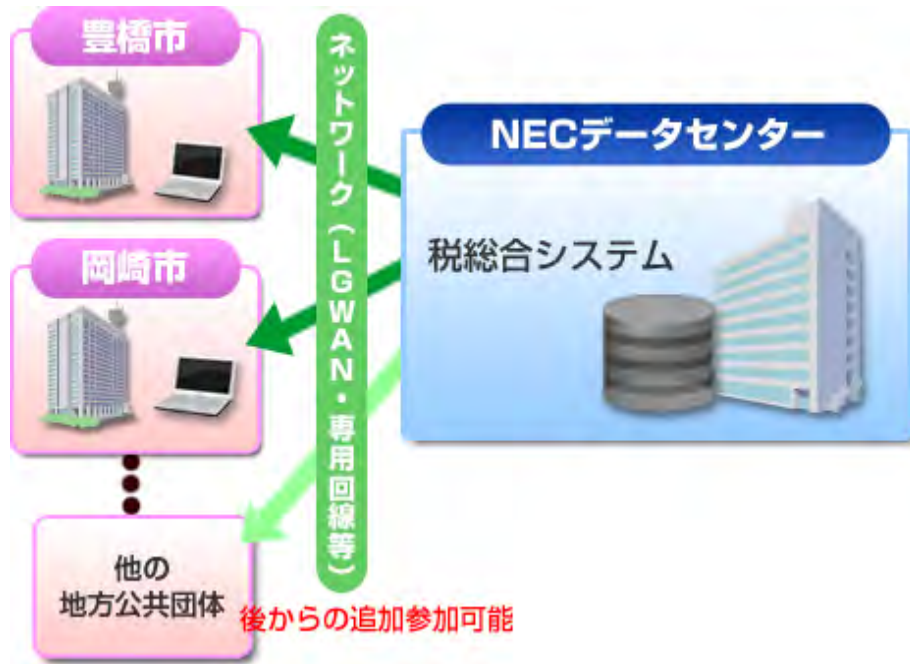 豊橋市
岡崎市
他の
地方公共団体
ネットワーク（LGWAN・専用回線等）
後からの追加参加可能
NECデータセンター
税総合システム